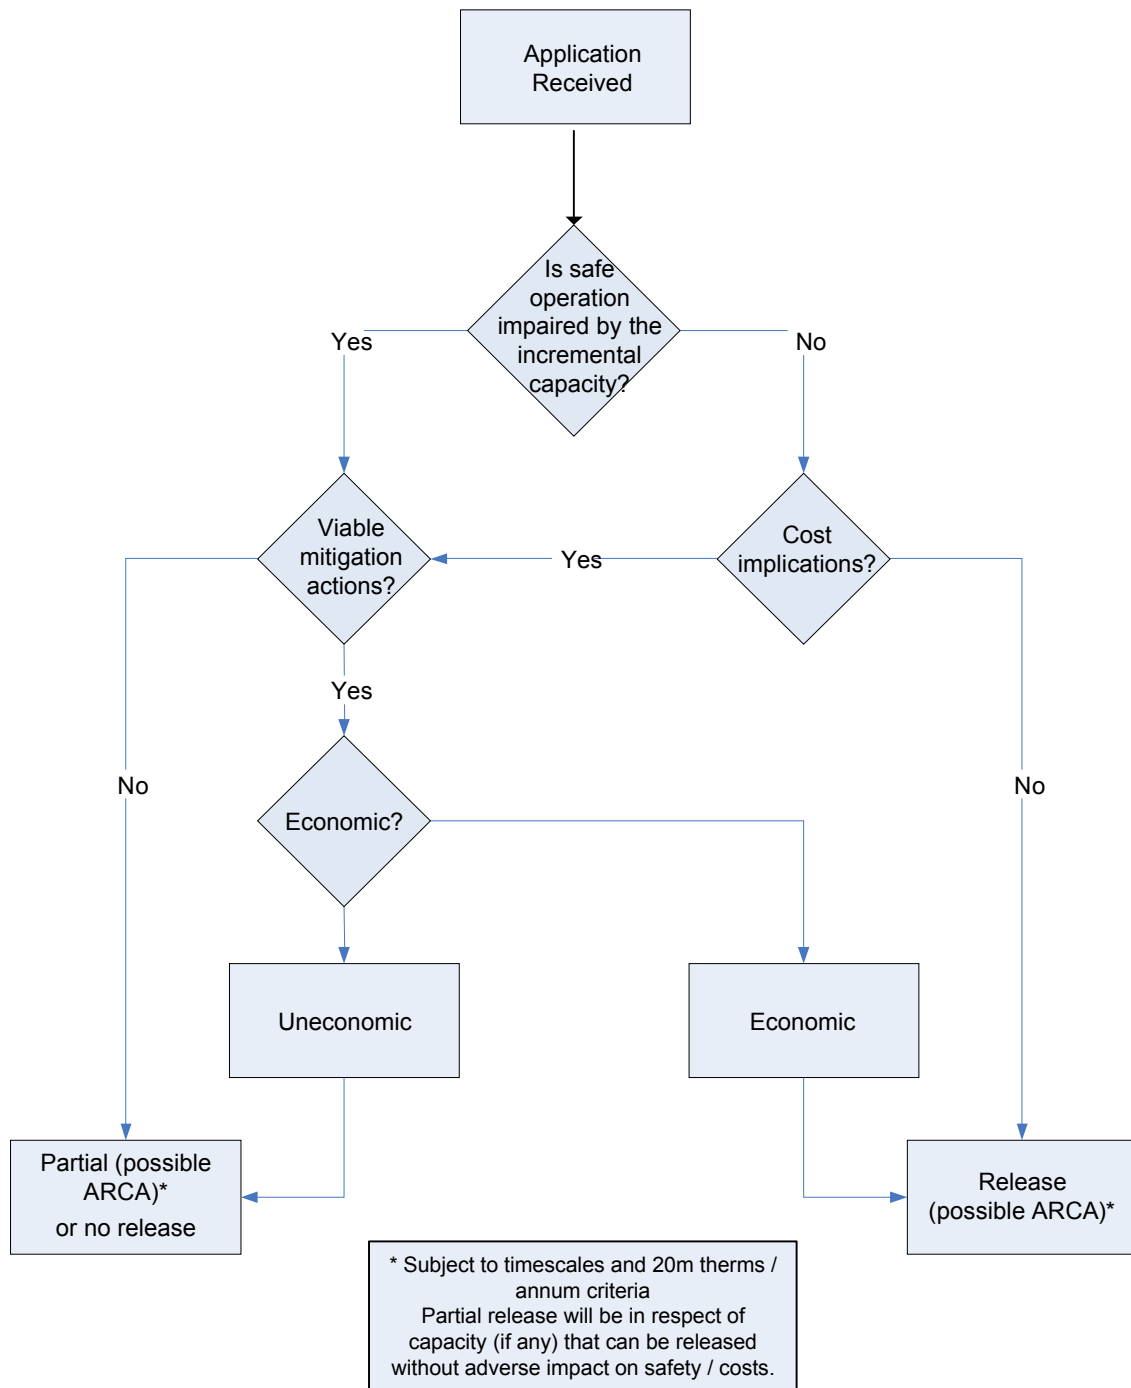 Application
Received
Is safe
operation
impaired by the
incremental
capacity?
Yes
No
Viable
mitigation
actions?
Yes
Cost
implications?
Yes
No
No
Economic?
Uneconomic
Economic
Partial (possible
ARCA)*
or no release
Release
(possible ARCA)*
* Subject to timescales and 20m therms /
annum criteria
Partial release will be in respect of
capacity (if any) that can be released
without adverse impact on safety / costs.